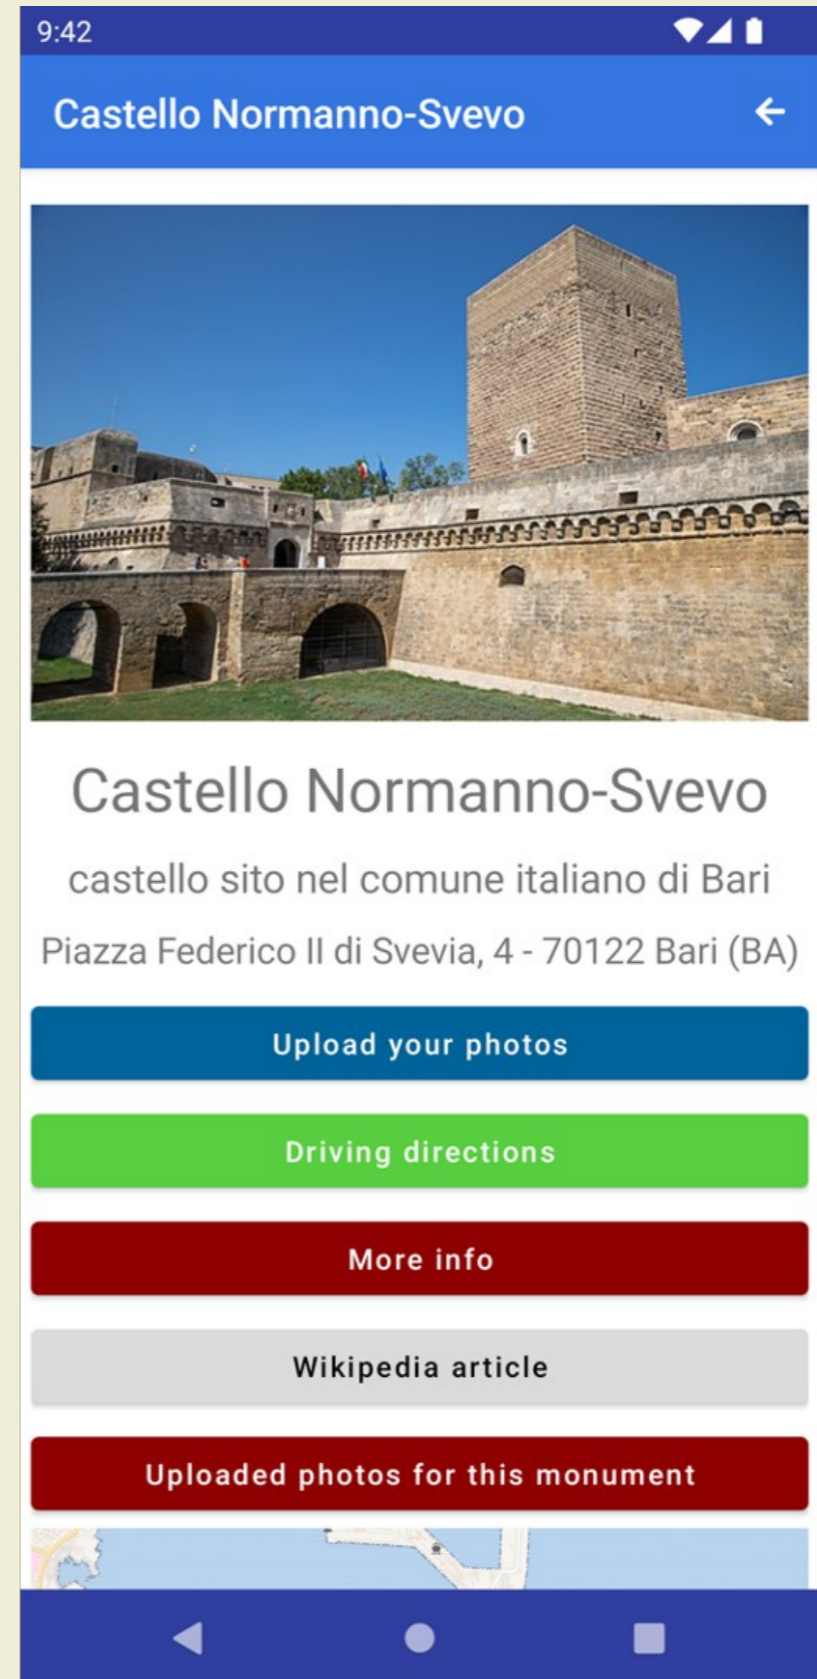 9:42
Castello Normanno-Svevo
Castello Normanno-Svevo
castello sito nel comune italiano di Bari
Piazza Federico II di Svevia, 4 - 70122 Bari (BA)
Upload your photos
Driving directions
More info
Wikipedia article
Uploaded photos for this monument